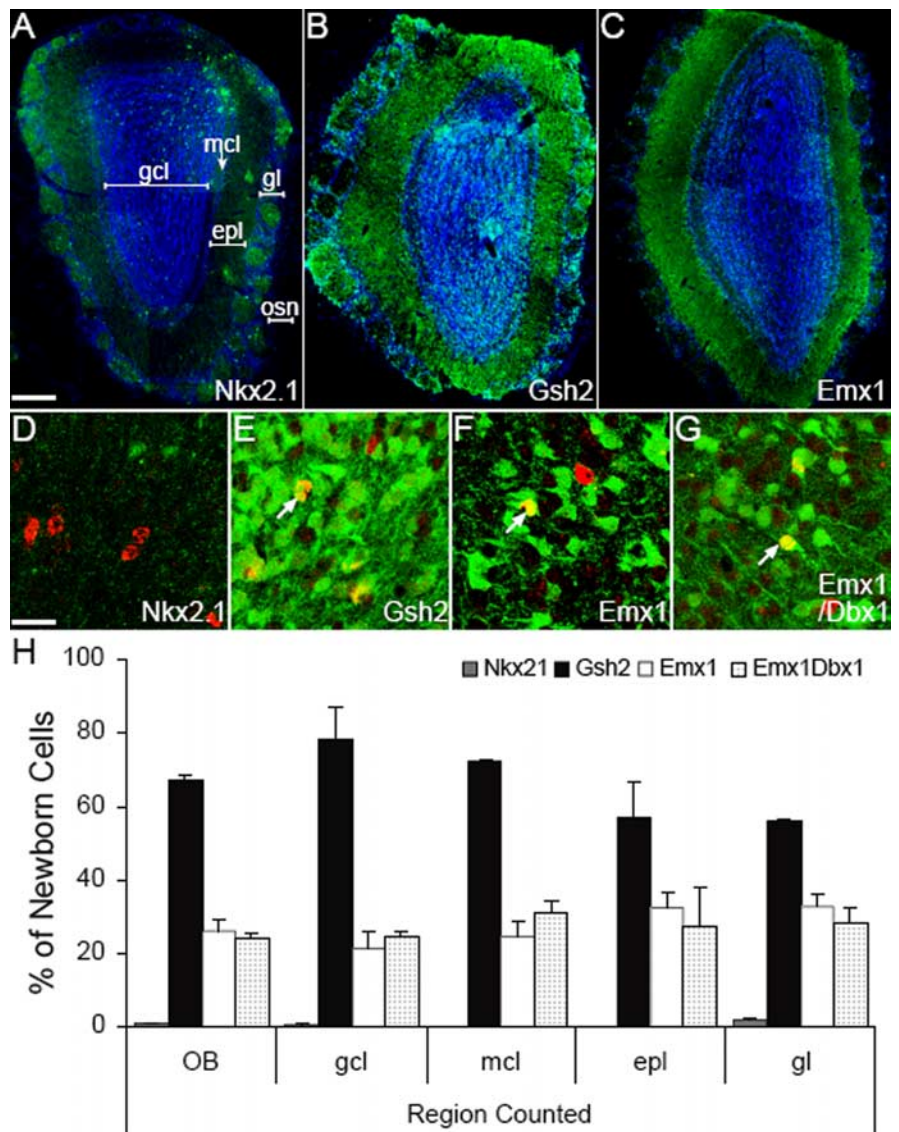 A
B
C
mcl
gcl
gl
epl
osn
Nkx2.1
Gsh2
Emx1
D
E
F
G
Nkx2.1
Gsh2
Emx1
Emx1
/Dbx1
H
100
80
60
40
20
0
% of Newborn Cells
Nkx21 Gsh2 Emx1 Emx1Dbx1
OB gcl mcl epl gl
Region Counted